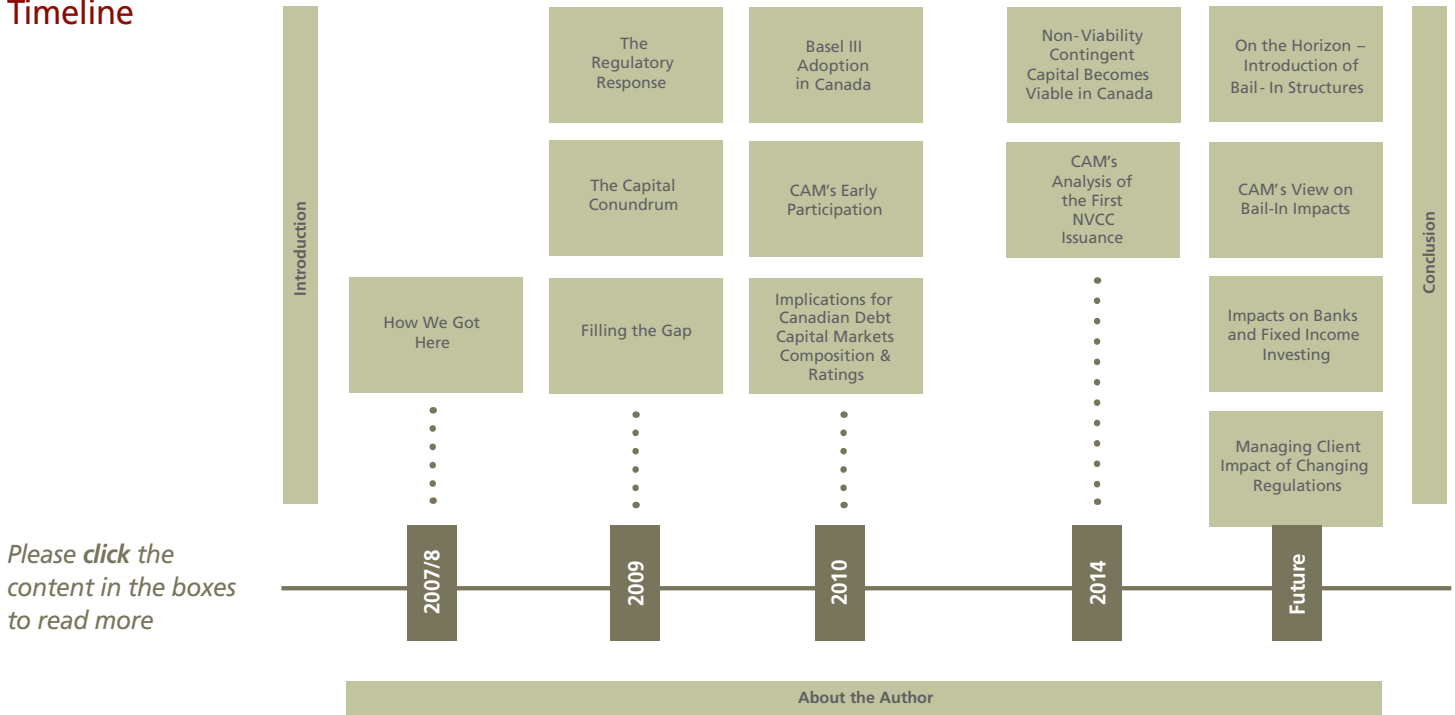 Timeline
Introduction
How We Got
Here
The
Regulatory
Response
The Capital
Conundrum
Filling the Gap
Basel III
Adoption
in Canada
CAM's Early
Participation
Implications for
Canadian Debt
Capital Markets
Composition &
Ratings
Non-Viability
Contingent
Capital Becomes
Viable in Canada
CAM's
Analysis of
the First
NVCC
Issuance
On the Horizon –
Introduction of
Bail-In Structures
CAM's View on
Bail-In Impacts
Impacts on Banks
and Fixed Income
Investing
Managing Client
Impact of Changing
Regulations
Conclusion
Please click the
content in the boxes
to read more
2007/8
2009
2010
2014
Future
About the Author